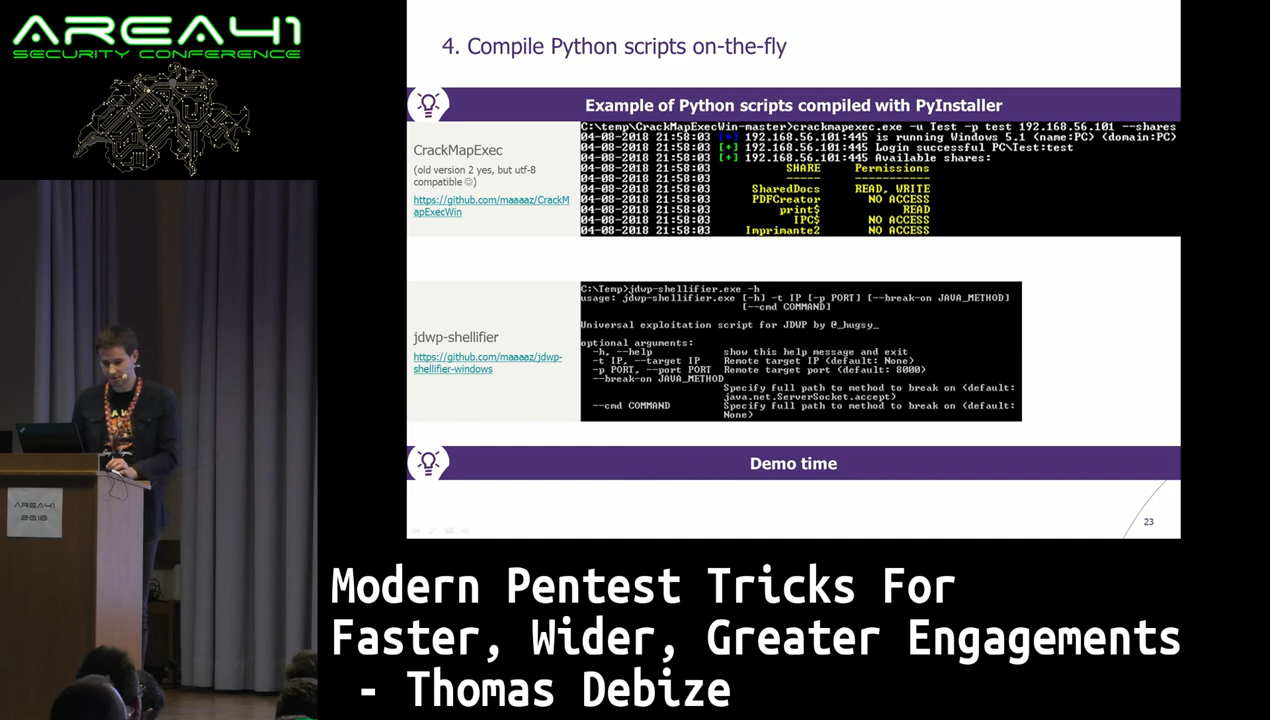 AREA41
SECURITY CONFERENCE
4. Compile Python scripts on-the-fly
Example of Python scripts compiled with PyInstaller
CrackMapExec
(old version 2 yes, but utf-8
compatible ☺)
https://github.com/maaaaz/CrackM
apExecWin
C:\temp\CrackMapExecWin-master>crackmapexec.exe -u Test -p test 192.168.56.101 --shares
04-08-2018 21:58:03 [*] 192.168.56.101:445 is running Windows 5.1 (name:PC) (domain:PC)
04-08-2018 21:58:03 [+] 192.168.56.101:445 Login successful PC\Test:test
04-08-2018 21:58:03 [+] 192.168.56.101:445 Available shares:
04-08-2018 21:58:03 SHARE Permissions
04-08-2018 21:58:03 ----- -----------
04-08-2018 21:58:03 SharedDocs READ, WRITE
04-08-2018 21:58:03 PDFCreator NO ACCESS
04-08-2018 21:58:03 print$ READ
04-08-2018 21:58:03 IPC$ NO ACCESS
04-08-2018 21:58:03 Imprimante2 NO ACCESS
jdwp-shellifier
https://github.com/maaaaz/jdwp-
shellifier-windows
C:\Temp>jdwp-shellifier.exe -h
usage: jdwp-shellifier.exe [-h] -t IP [-p PORT] [--break-on JAVA_METHOD]
[--cmd COMMAND]
Universal exploitation script for JDWP by @_hugsy_
optional arguments:
-h, --help show this help message and exit
-t IP, --target IP Remote target IP (default: None)
-p PORT, --port PORT Remote target port (default: 8000)
--break-on JAVA_METHOD
Specify full path to method to break on (default:
java.net.ServerSocket.accept)
--cmd COMMAND Specify full path to method to break on (default:
None)
Demo time
23
AREA41
2018
Modern Pentest Tricks For
Faster, Wider, Greater Engagements
- Thomas Debize